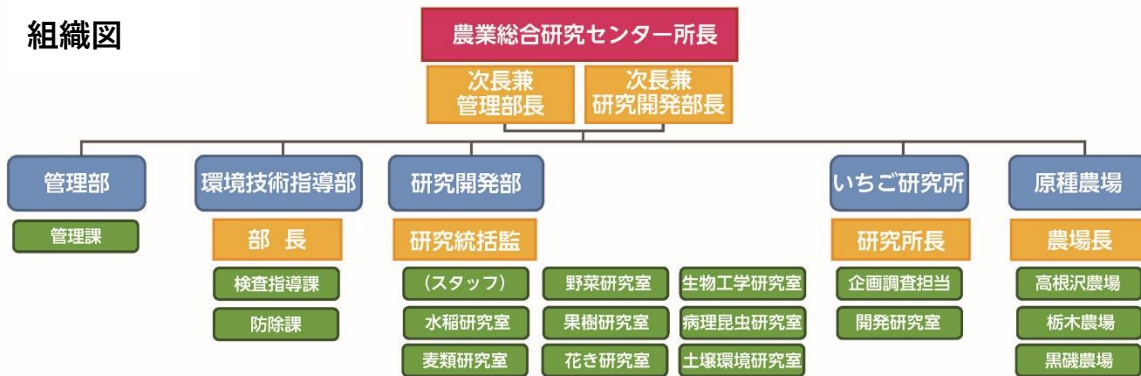 組織図
農業総合研究センター所長
次長兼
管理部長
次長兼
研究開発部長
管理部
環境技術指導部
研究開発部
いちご研究所
原種農場
管理課
部 長
研究統括監
研究所長
農場長
検査指導課
防除課
(スタッフ)
野菜研究室
生物工学研究室
水稲研究室
果樹研究室
病理昆虫研究室
麦類研究室
花き研究室
土壌環境研究室
企画調査担当
開発研究室
高根沢農場
栃木農場
黒磯農場